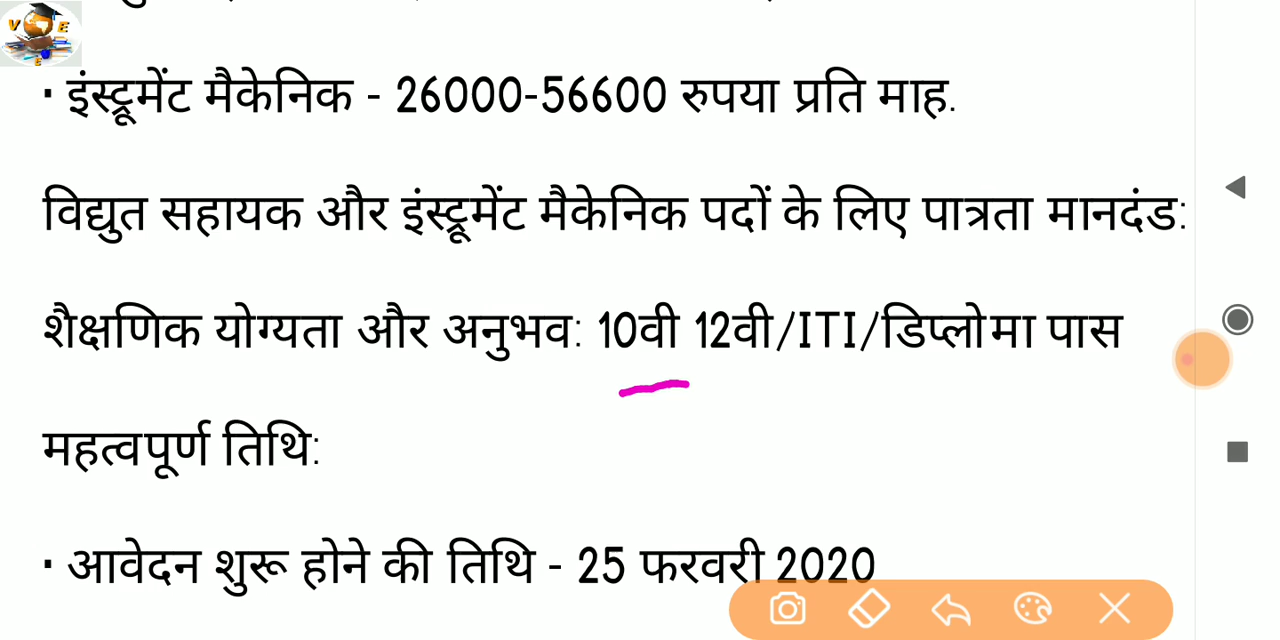 V E
E
· इंस्ट्रूमेंट मैकेनिक - 26000-56600 रुपया प्रति माह.
विद्युत सहायक और इंस्ट्रूमेंट मैकेनिक पदों के लिए पात्रता मानदंड:
शैक्षणिक योग्यता और अनुभव: 10वी 12वी/ITI/डिप्लोमा पास
महत्वपूर्ण तिथि:
· आवेदन शुरू होने की तिथि - 25 फरवरी 2020